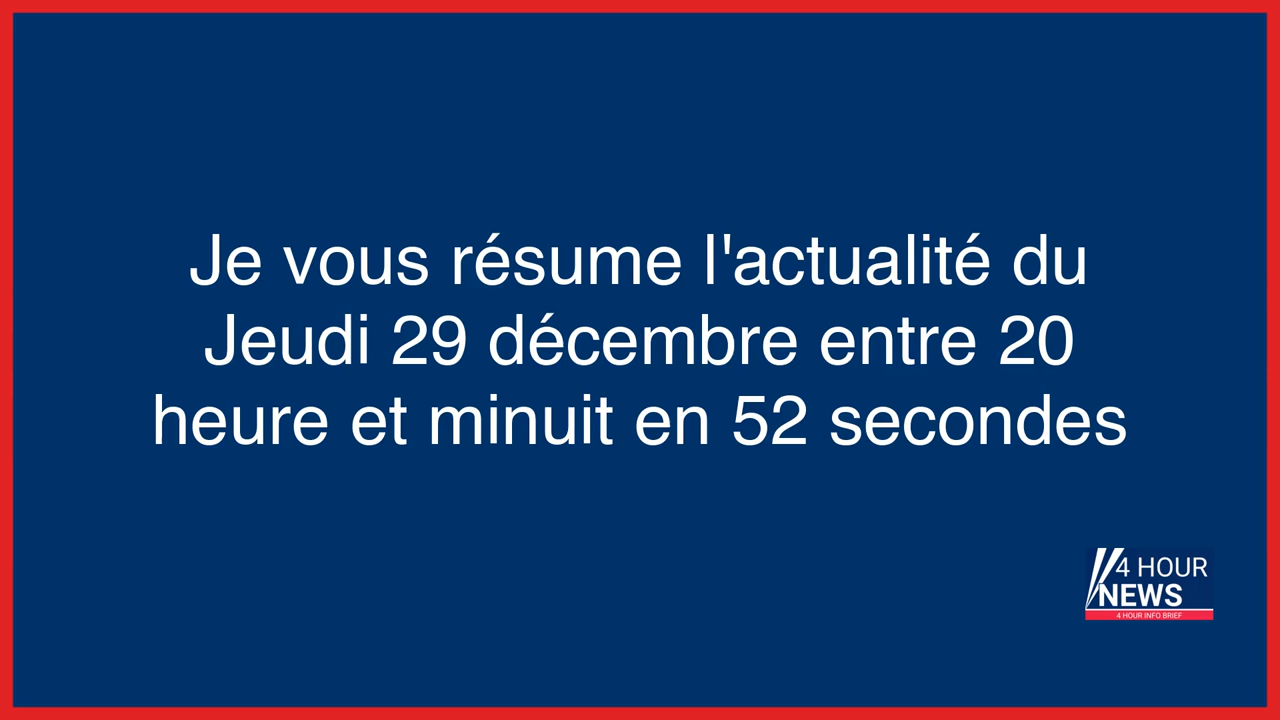 Je vous résume l'actualité du
Jeudi 29 décembre entre 20
heure et minuit en 52 secondes
4 HOUR
NEWS
4 HOUR INFO BRIEF